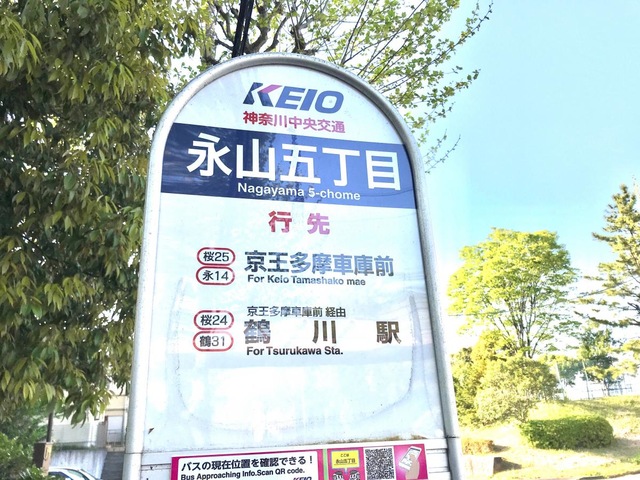 KEIO
神奈川中央交通
永山五丁目
Nagayama 5-chome
行先
桜25
永14
京王多摩車庫前
For Keio Tamashako mae
桜24
鶴31
京王多摩車庫前 経由
鶴川駅
For Tsurukawa Sta.
バスの現在位置を確認できる!
Bus Approaching Info.Scan QR code.
ここは
永山五丁目